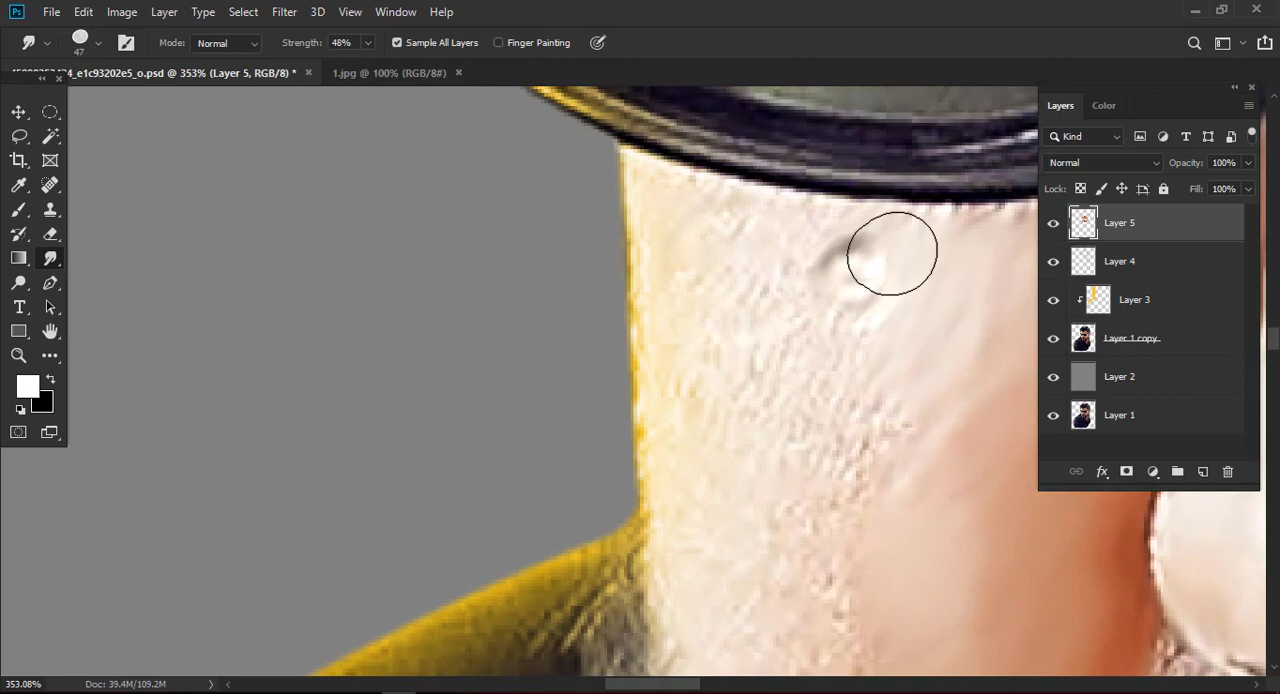 Ps File Edit Image Layer Type Select Filter 3D View Window Help
47 Mode: Normal Strength: 48% Sample All Layers Finger Painting
_e1c93202e5_o.psd @ 353% (Layer 5, RGB/8) * 1.jpg @ 100% (RGB/8#)
Layers Color
Kind
Normal Opacity: 100%
Lock: Fill: 100%
Layer 5
Layer 4
Layer 3
Layer 1 copy
Layer 2
Layer 1
fx
353.08% Doc: 39.4M/109.2M